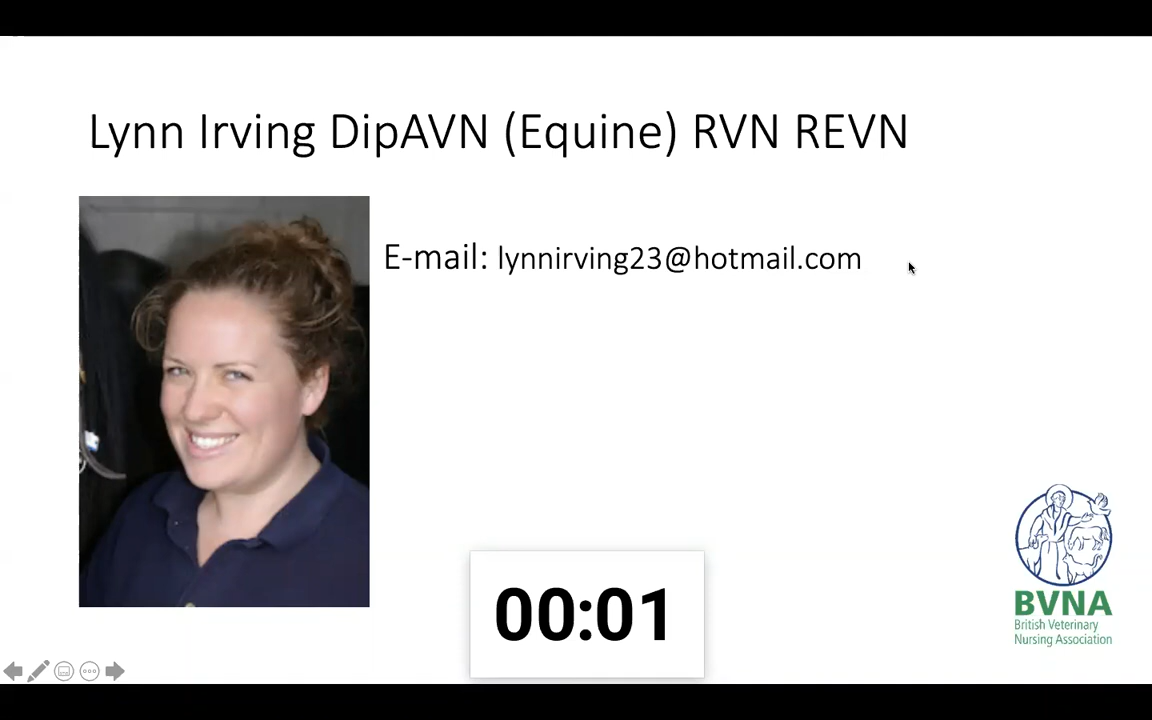 Lynn Irving DipAVN (Equine) RVN REVN
E-mail: lynnirving23@hotmail.com
00:01
BVNA
British Veterinary
Nursing Association